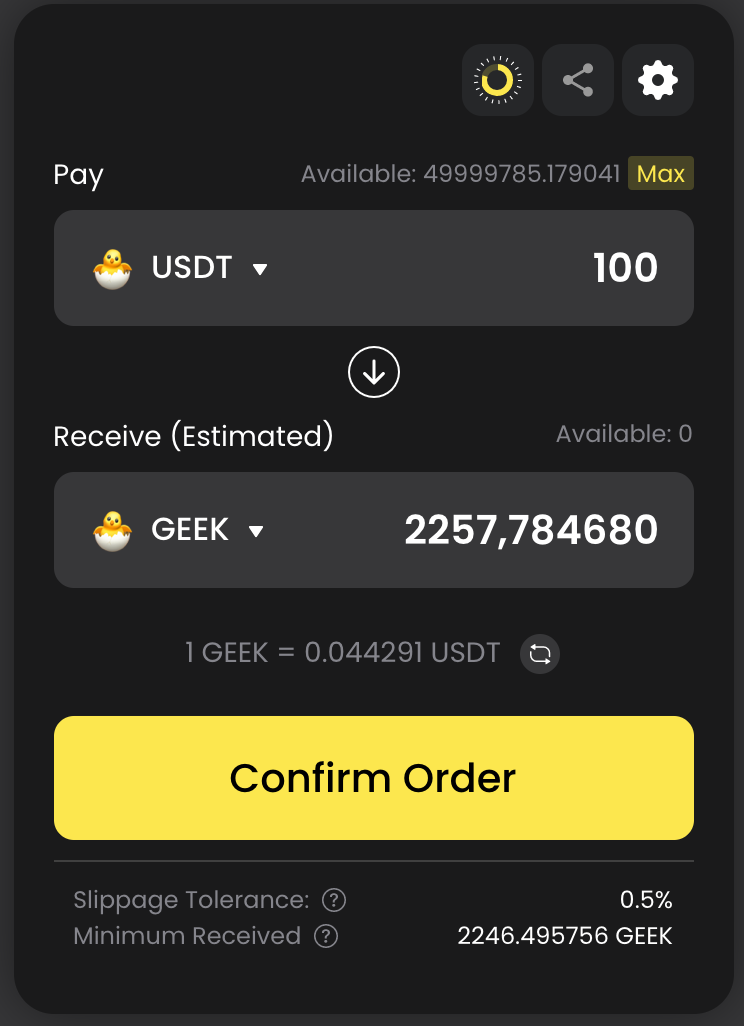 Pay Available: 49999785.179041 Max
USDT 100
Receive (Estimated) Available: 0
GEEK 2257,784680
1 GEEK = 0.044291 USDT
Confirm Order
Slippage Tolerance: ? 0.5%
Minimum Received ? 2246.495756 GEEK